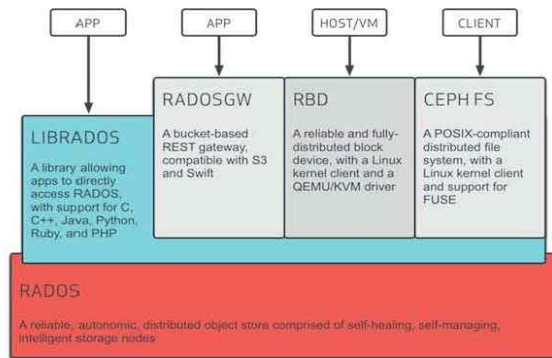 APP
APP
HOST/VM
CLIENT
LIBRADOS
A library allowing
apps to directly
access RADOS,
with support for C,
C++, Java, Python,
Ruby, and PHP
RADOSGW
A bucket-based
REST gateway,
compatible with S3
and Swift
RBD
A reliable and fully-
distributed block
device, with a Linux
kernel client and a
QEMU/KVM driver
CEPH FS
A POSIX-compliant
distributed file
system, with a
Linux kernel client
and support for
FUSE
RADOS
A reliable, autonomic, distributed object store comprised of self-healing, self-managing,
intelligent storage nodes